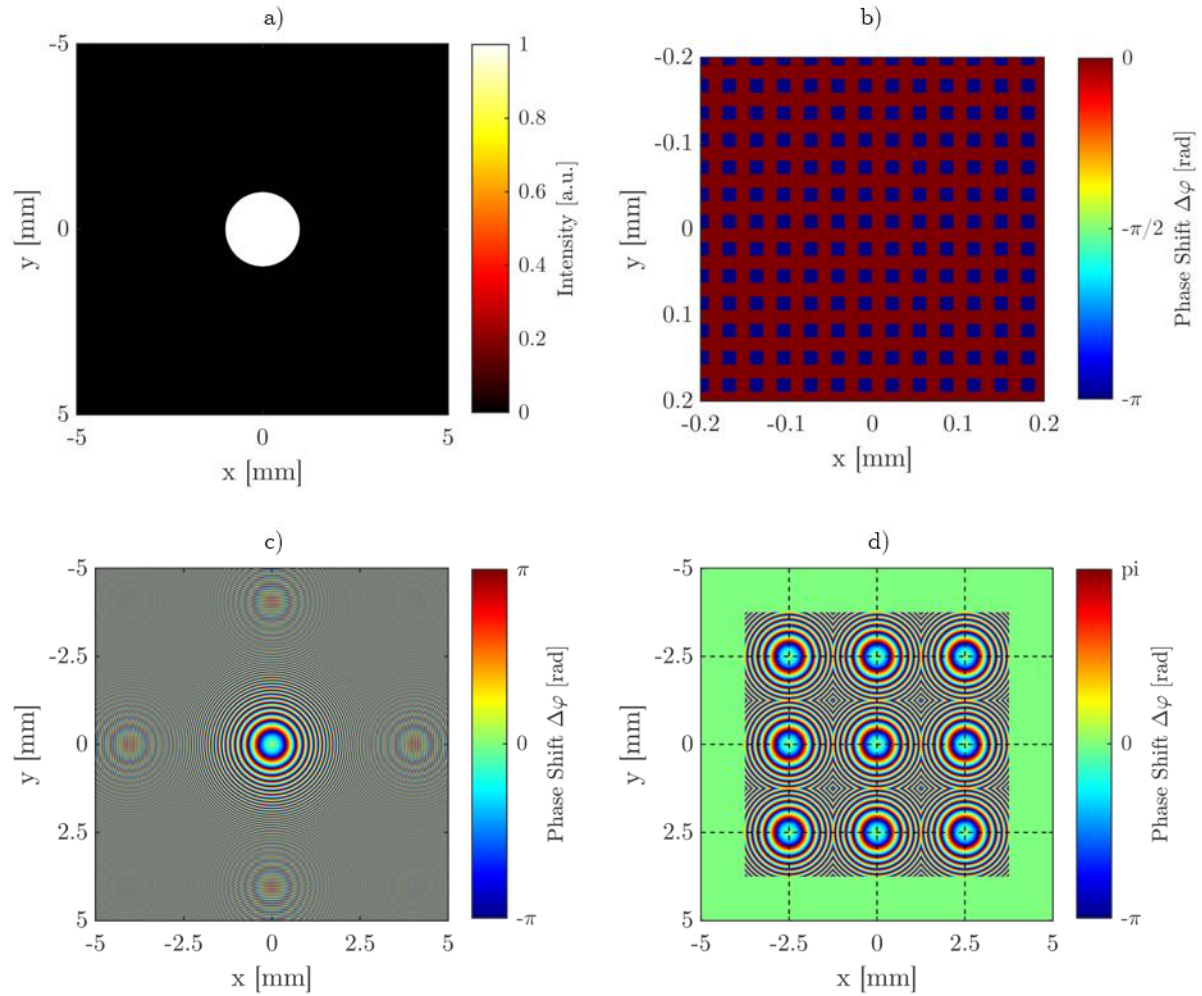 a)
-5
0
5
y [mm]
-5
0
5
x [mm]
1
0.8
0.6
0.4
0.2
0
Intensity [a.u.]
b)
-0.2
-0.1
0
0.1
0.2
y [mm]
-0.2
-0.1
0
0.1
0.2
x [mm]
0
-π/2
-π
Phase Shift Δφ [rad]
c)
-5
-2.5
0
2.5
5
y [mm]
-5
-2.5
0
2.5
5
x [mm]
π
0
-π
Phase Shift Δφ [rad]
d)
-5
-2.5
0
2.5
5
y [mm]
-5
-2.5
0
2.5
5
x [mm]
pi
0
-π
Phase Shift Δφ [rad]